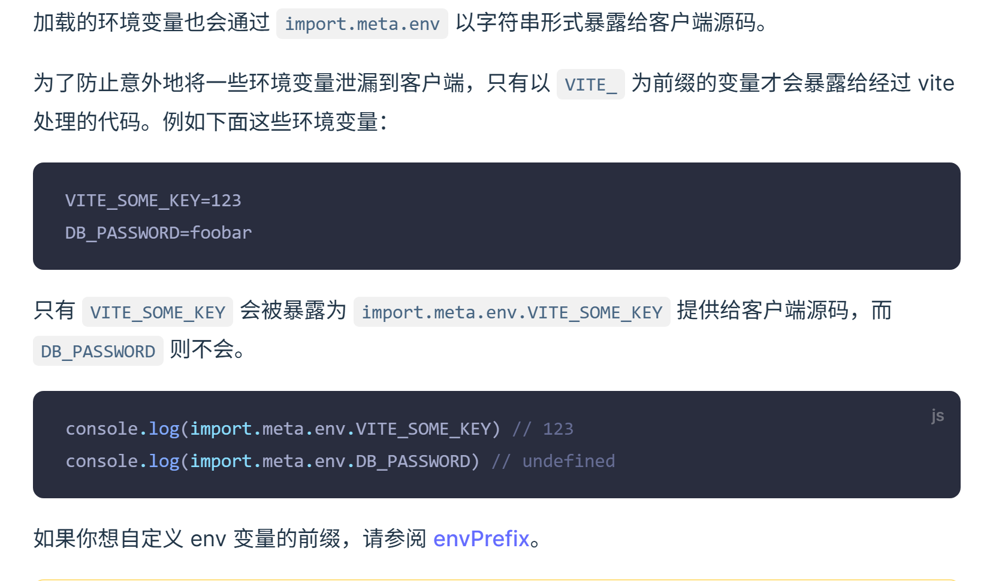 加载的环境变量也会通过 import.meta.env 以字符串形式暴露给客户端源码。
为了防止意外地将一些环境变量泄漏到客户端，只有以 VITE_ 为前缀的变量才会暴露给经过 vite
处理的代码。例如下面这些环境变量：
VITE_SOME_KEY=123
DB_PASSWORD=foobar
只有 VITE_SOME_KEY 会被暴露为 import.meta.env.VITE_SOME_KEY 提供给客户端源码，而
DB_PASSWORD 则不会。
js
console.log(import.meta.env.VITE_SOME_KEY) // 123
console.log(import.meta.env.DB_PASSWORD) // undefined
如果你想自定义 env 变量的前缀，请参阅 envPrefix。